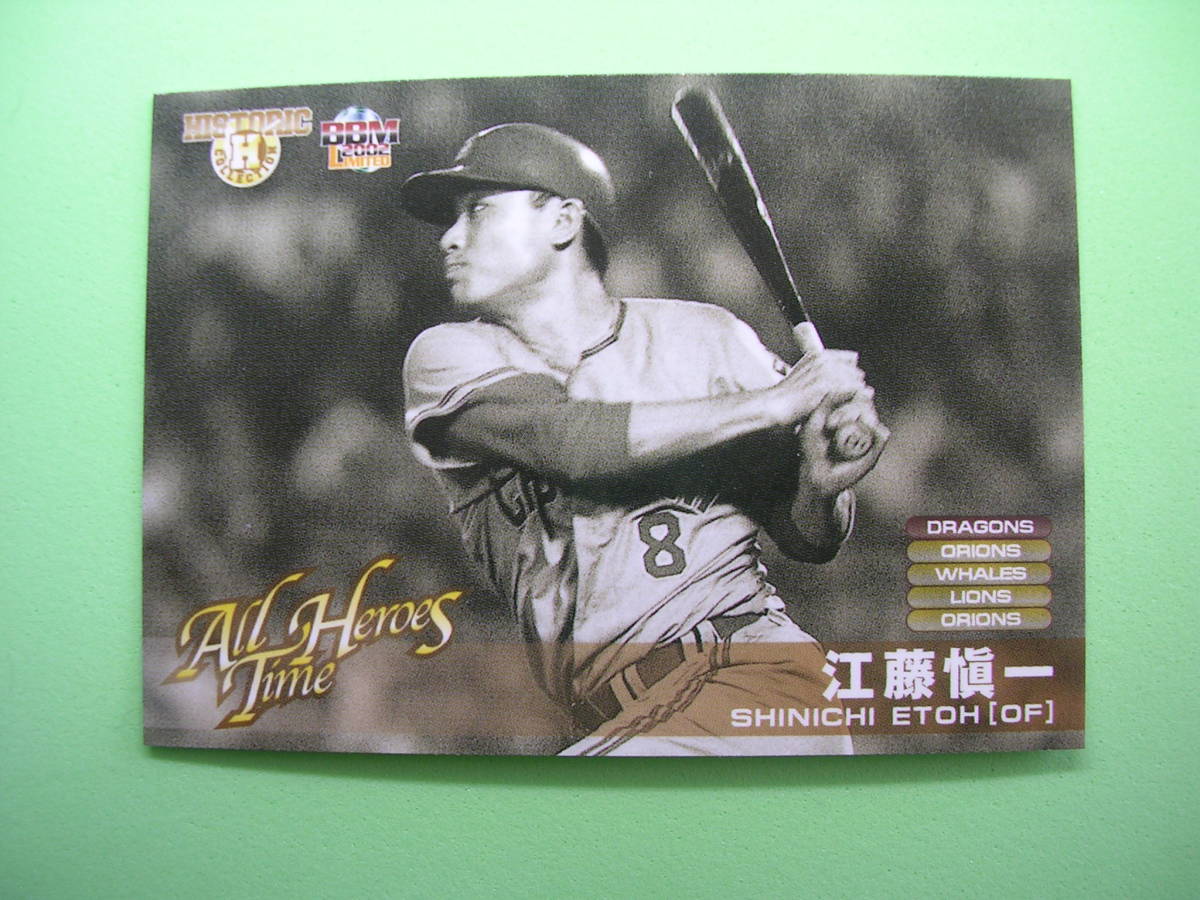 HISTORIC
H
COLLECTION
BBM
2002
LIMITED
8
DRAGONS
ORIONS
WHALES
LIONS
ORIONS
All Time Heroes
江藤愼一
SHINICHI ETOH [OF]